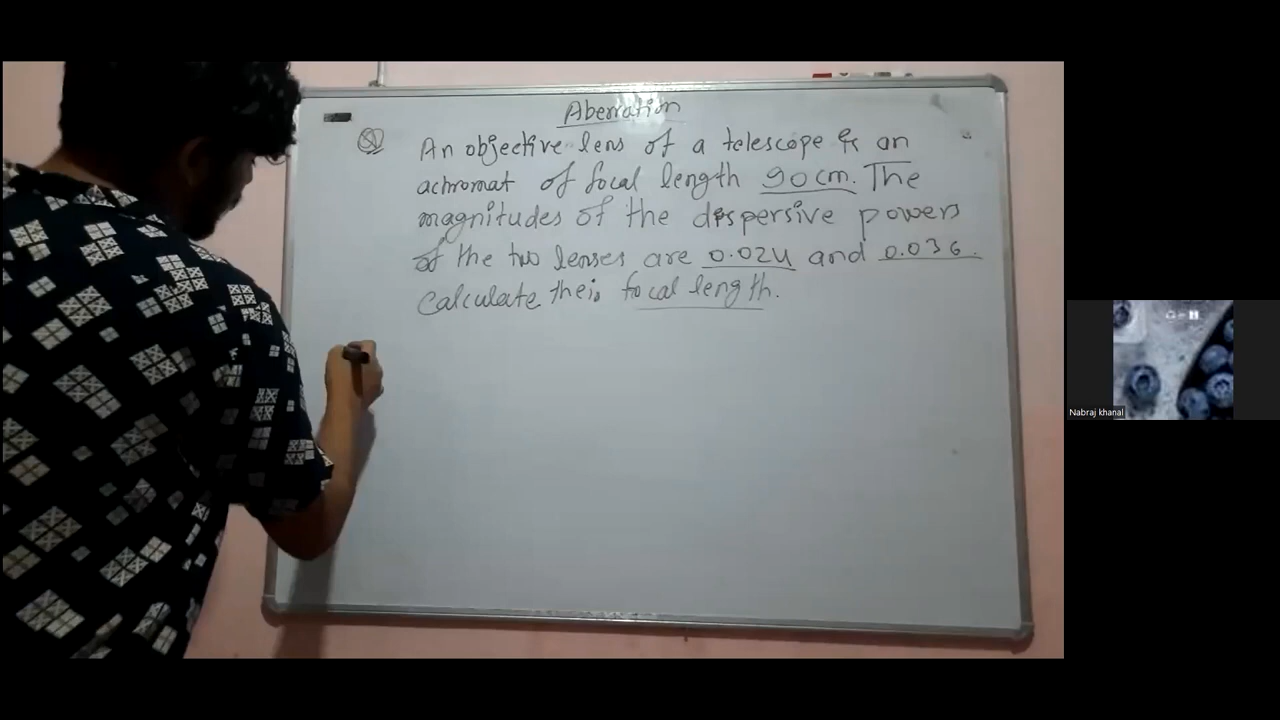 Aberration
An objective lens of a telescope is an
achromat of focal length 90cm. The
magnitudes of the dispersive powers
of the two lenses are 0.024 and 0.036.
Calculate their focal length.
Nabraj khanal